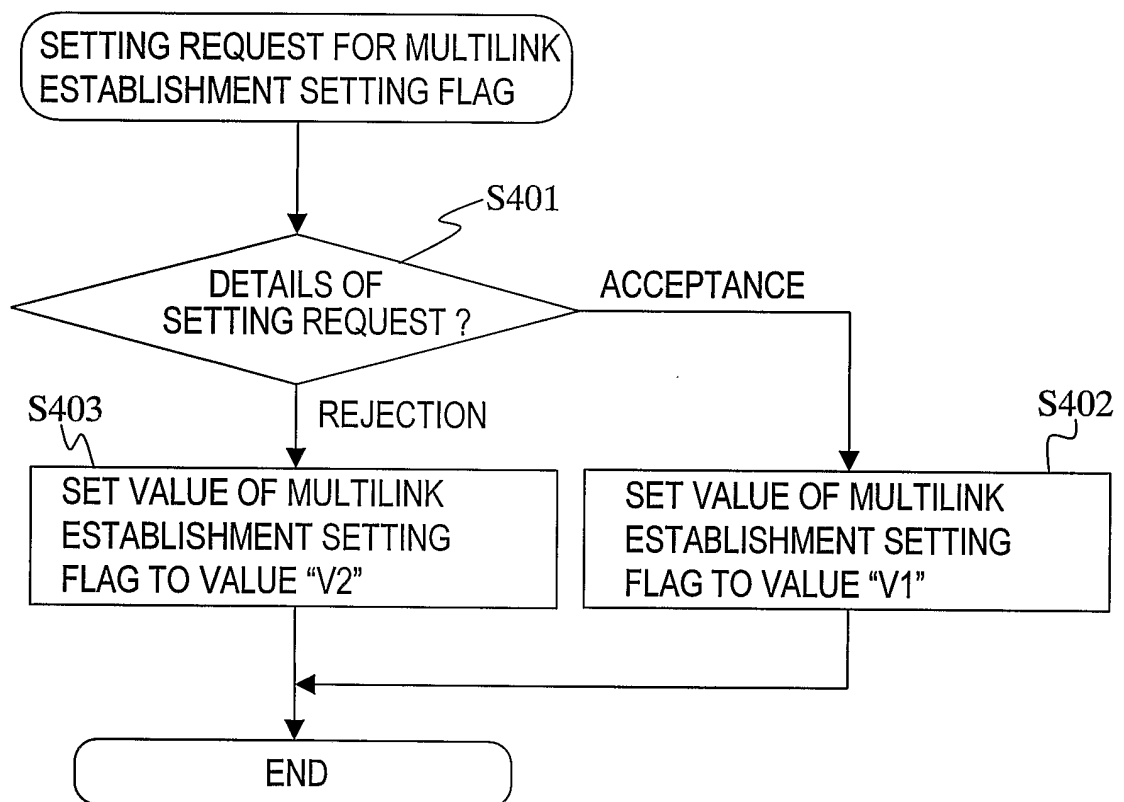 SETTING REQUEST FOR MULTILINK
ESTABLISHMENT SETTING FLAG
S401
DETAILS OF
SETTING REQUEST ?
ACCEPTANCE
REJECTION
S403
SET VALUE OF MULTILINK
ESTABLISHMENT SETTING
FLAG TO VALUE “V2”
S402
SET VALUE OF MULTILINK
ESTABLISHMENT SETTING
FLAG TO VALUE “V1”
END